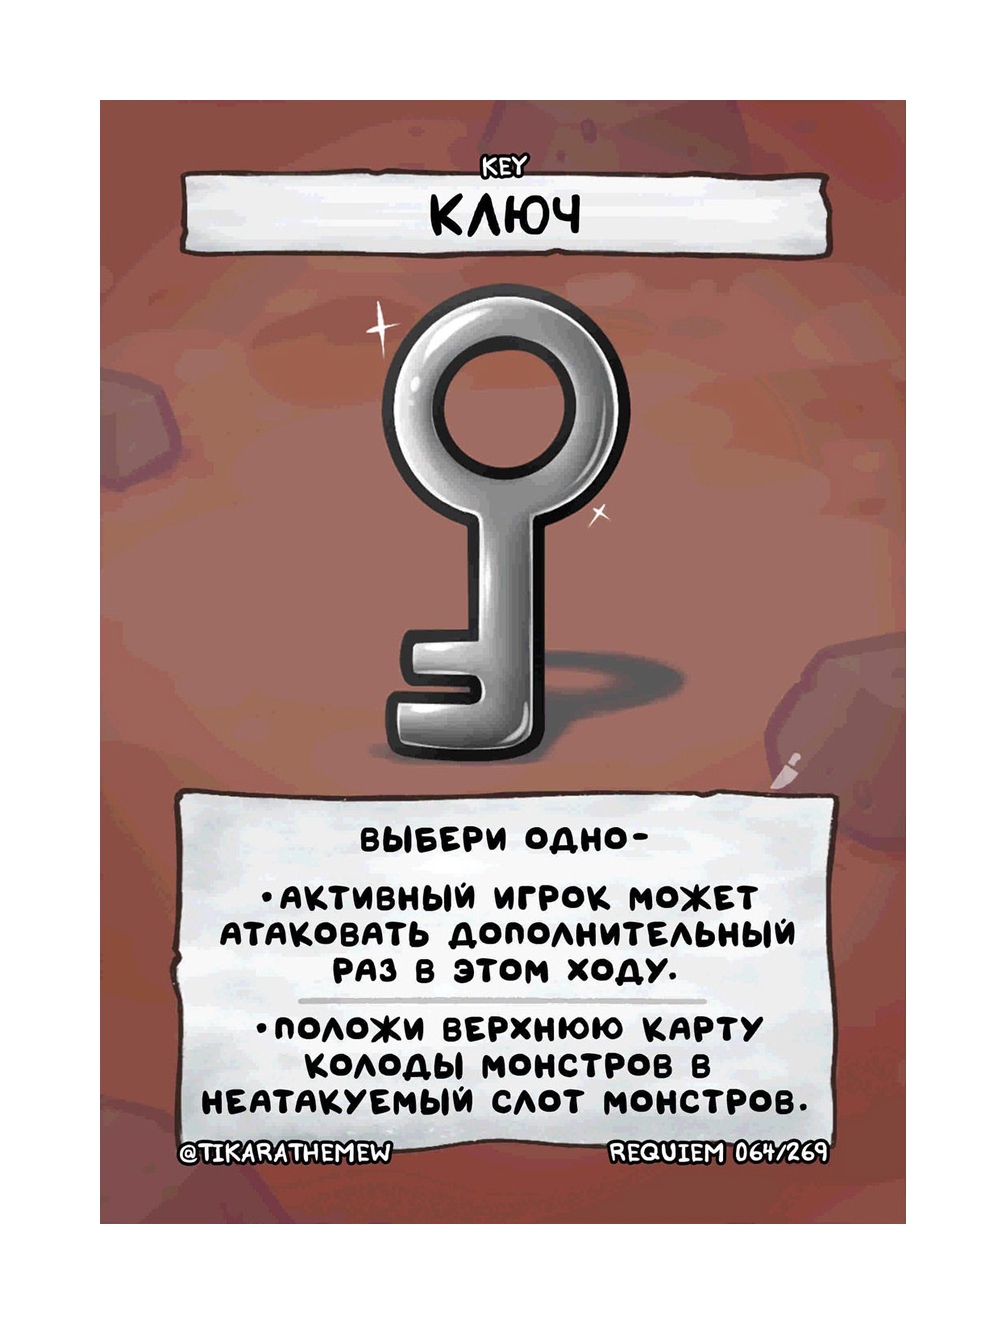 KEY
КЛЮЧ
ВЫБЕРИ ОДНО-
•АКТИВНЫЙ ИГРОК МОЖЕТ
АТАКОВАТЬ ДОПОЛНИТЕЛЬНЫЙ
РАЗ В ЭТОМ ХОДУ.
•ПОЛОЖИ ВЕРХНЮЮ КАРТУ
КОЛОДЫ МОНСТРОВ В
НЕАТАКУЕМЫЙ СЛОТ МОНСТРОВ.
@TIKARATHEMEW REQUIEM 064/269